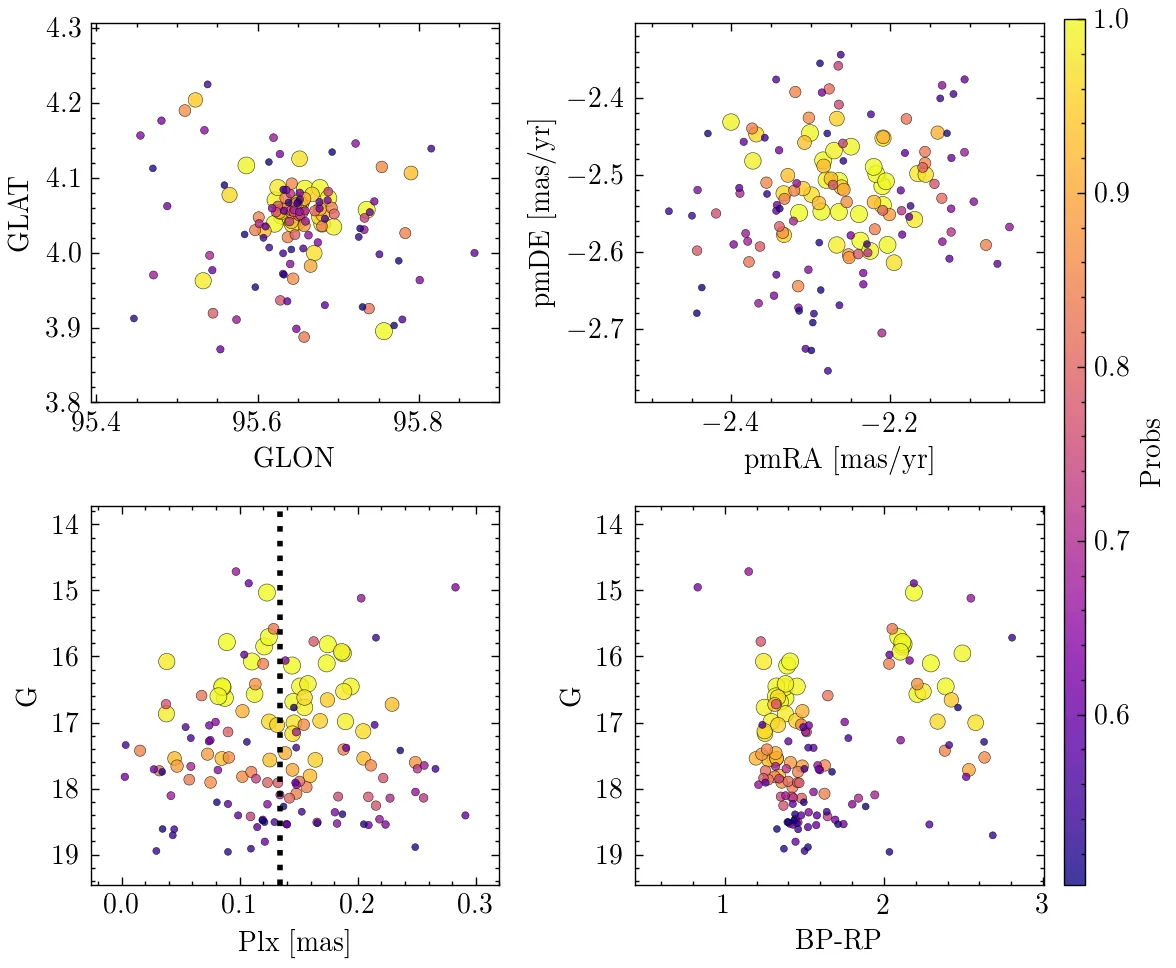 4.3
4.2
4.1
4.0
3.9
3.8
GLAT
95.4 95.6 95.8
GLON
−2.4
−2.5
−2.6
−2.7
pmDE [mas/yr]
−2.4 −2.2
pmRA [mas/yr]
1.0
0.9
0.8
0.7
0.6
Probs
14
15
16
17
18
19
G
0.0 0.1 0.2 0.3
Plx [mas]
14
15
16
17
18
19
G
1 2 3
BP-RP